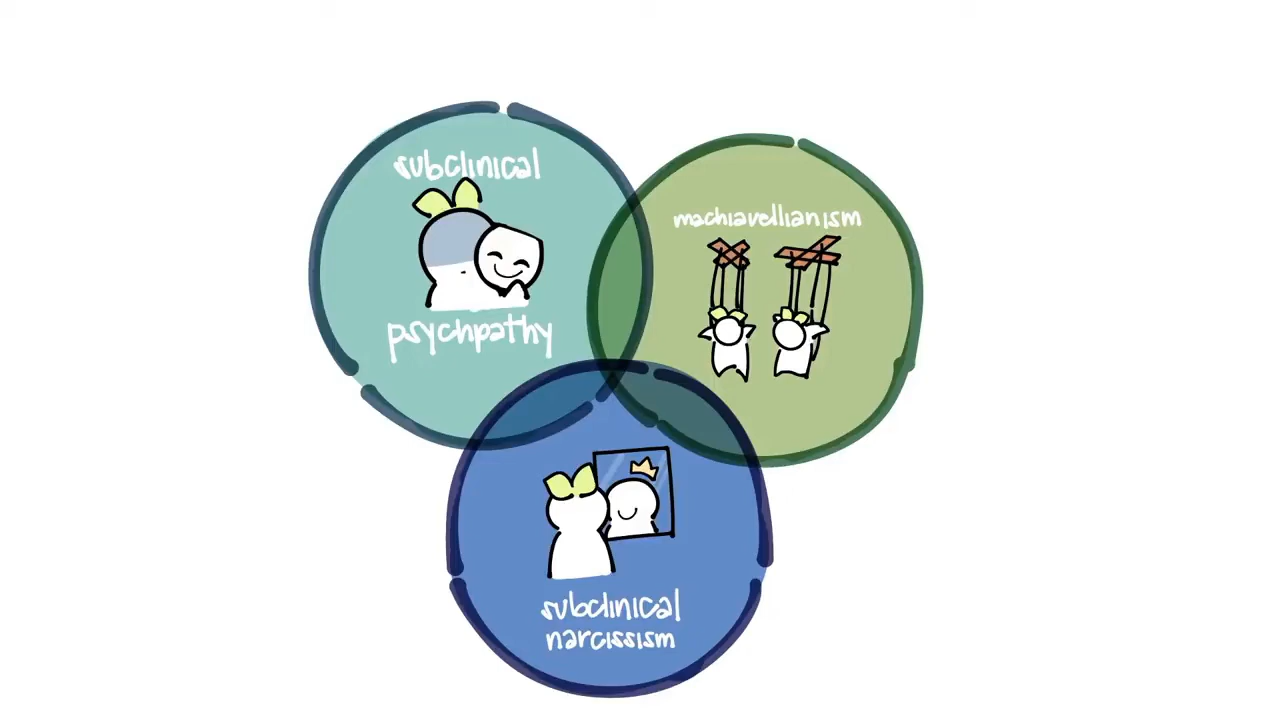 subclinical
psychpathy
machiavellianism
subclinical
narcissism